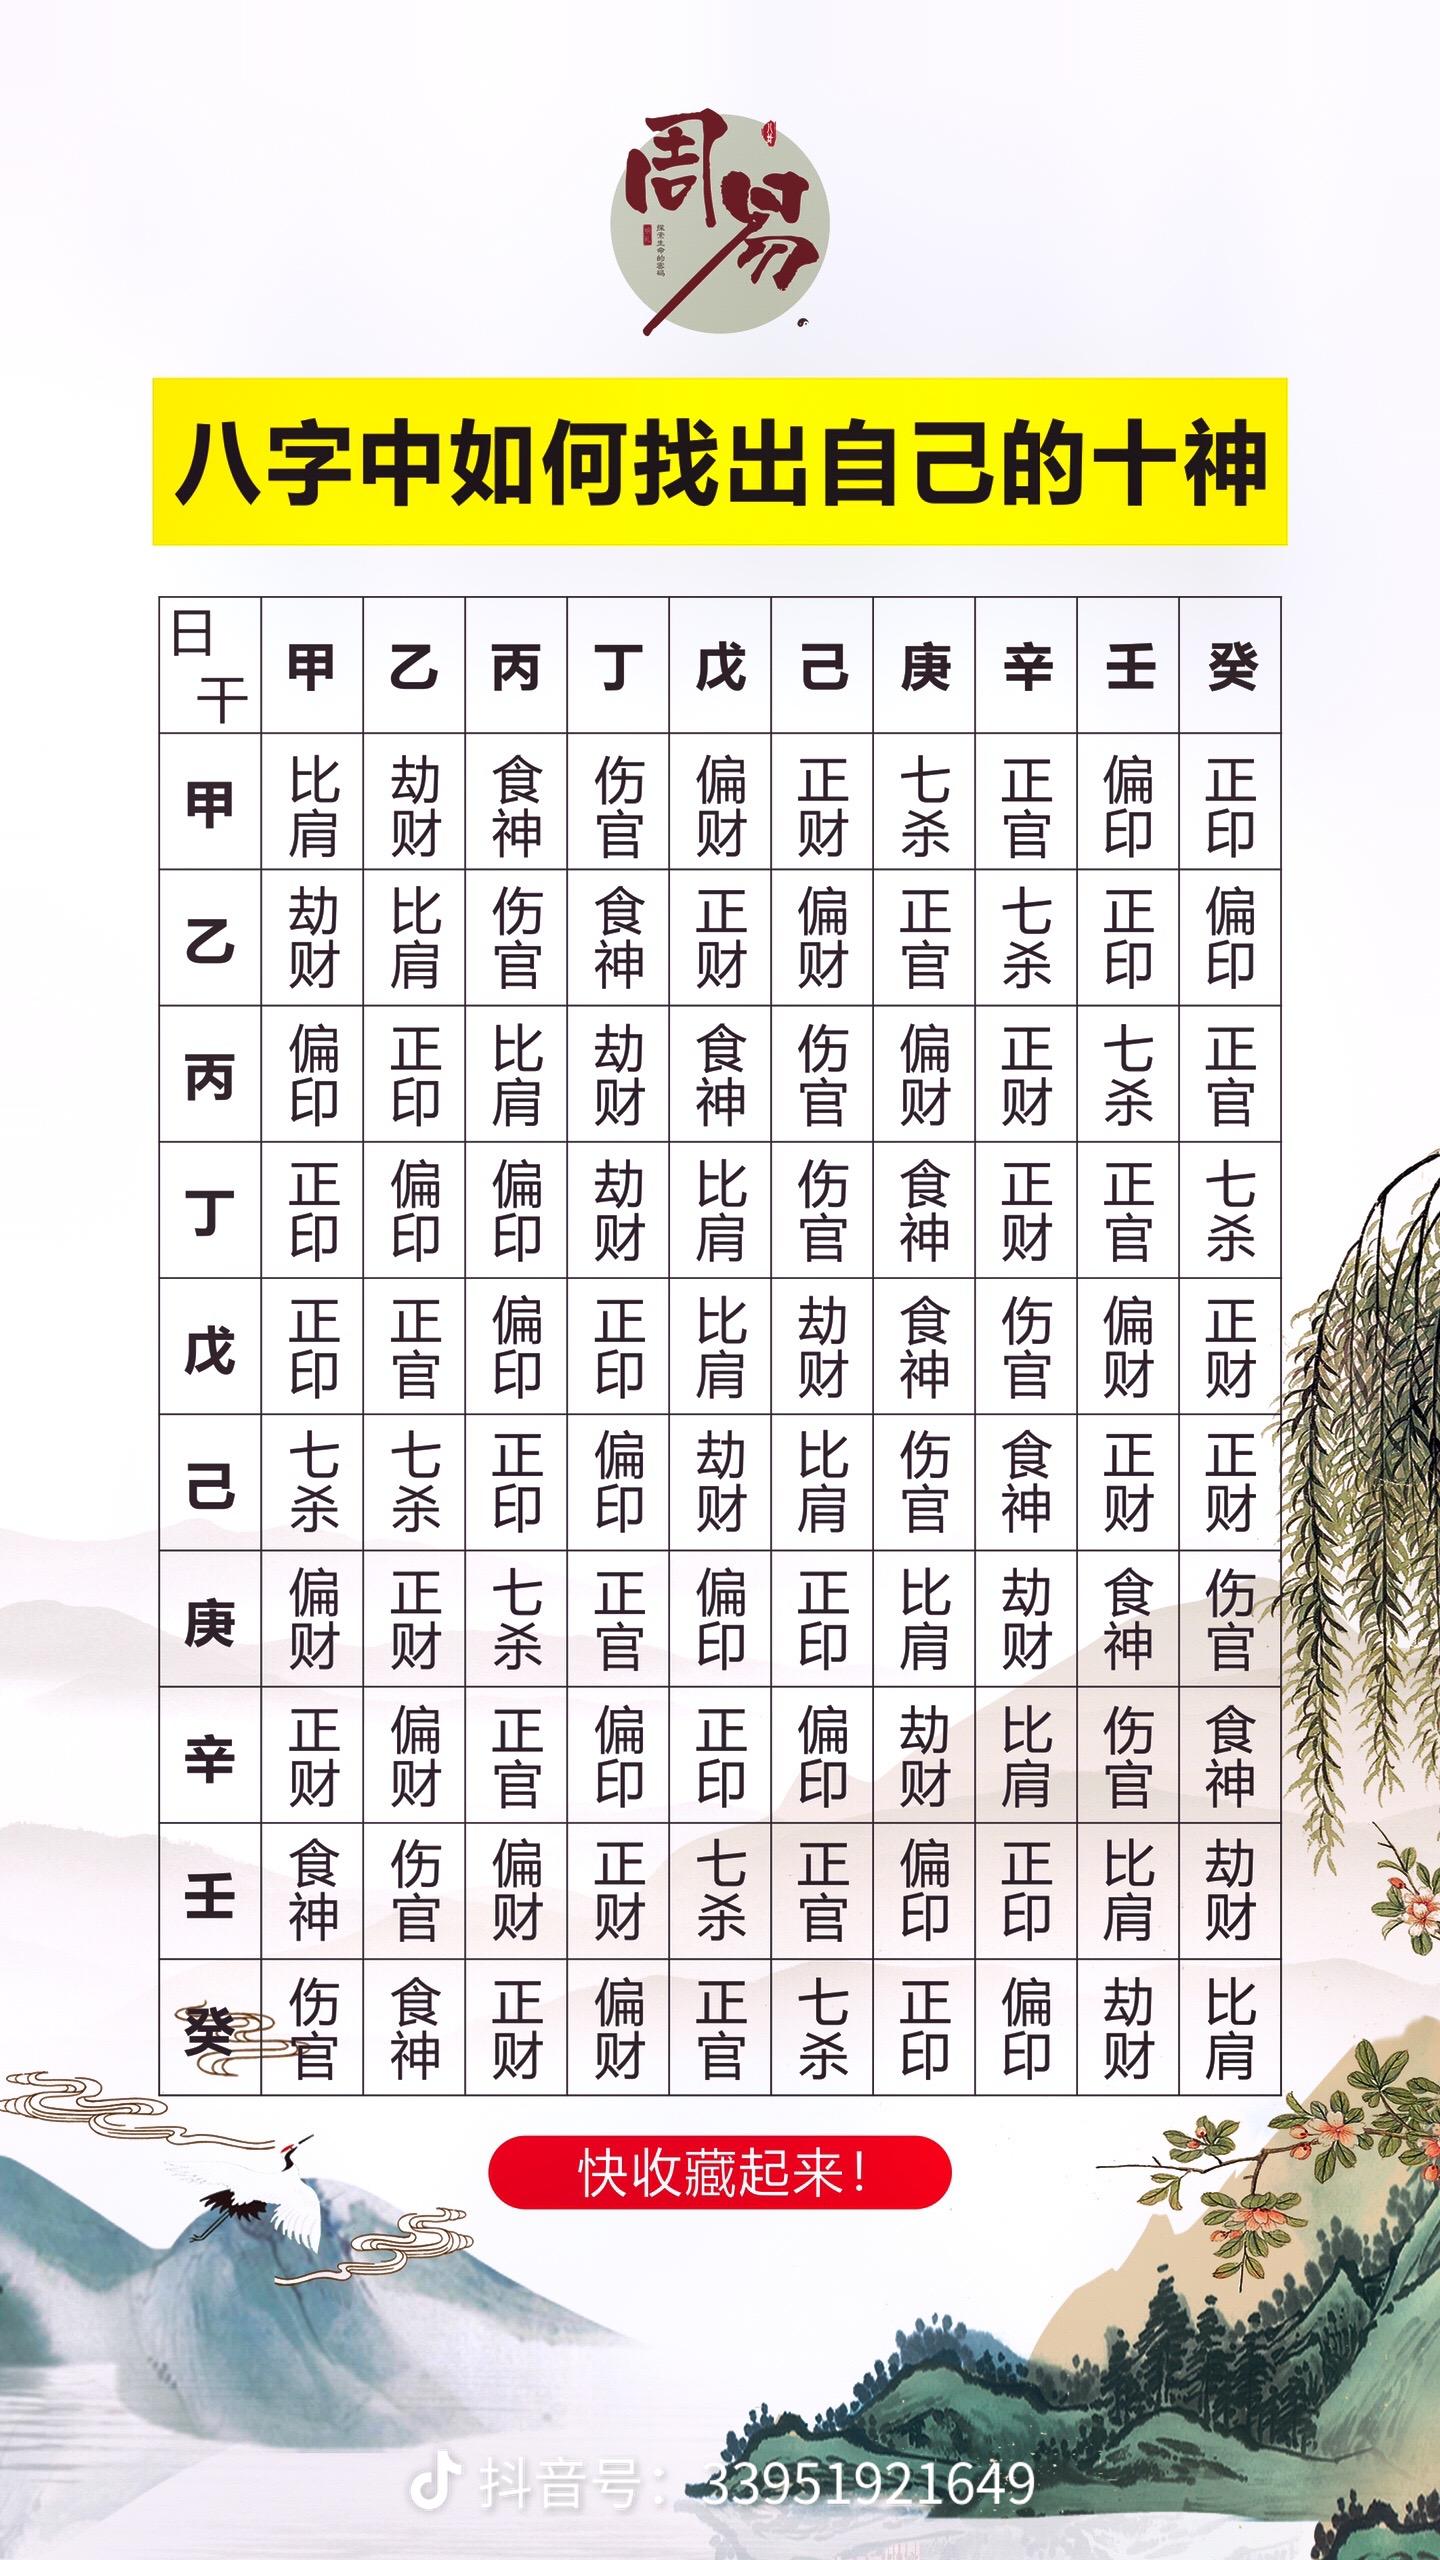 周易
探索生命的密码
八字中如何找出自己的十神
日干 甲 乙 丙 丁 戊 己 庚 辛 壬 癸
甲 比肩 劫财 食神 伤官 偏财 正财 七杀 正官 偏印 正印
乙 劫财 比肩 伤官 食神 正财 偏财 正官 七杀 正印 偏印
丙 偏印 正印 比肩 劫财 食神 伤官 偏财 正财 七杀 正官
丁 正印 偏印 偏印 劫财 比肩 伤官 食神 正财 正官 七杀
戊 正印 正官 偏印 正印 比肩 劫财 食神 伤官 偏财 正财
己 七杀 七杀 正印 偏印 劫财 比肩 伤官 食神 正财 正财
庚 偏财 正财 七杀 正官 偏印 正印 比肩 劫财 食神 伤官
辛 正财 偏财 正官 偏印 正印 偏印 劫财 比肩 伤官 食神
壬 食神 伤官 偏财 正财 七杀 正官 偏印 正印 比肩 劫财
癸 伤官 食神 正财 偏财 正官 七杀 正印 偏印 劫财 比肩
快收藏起来！
抖音号：33951921649